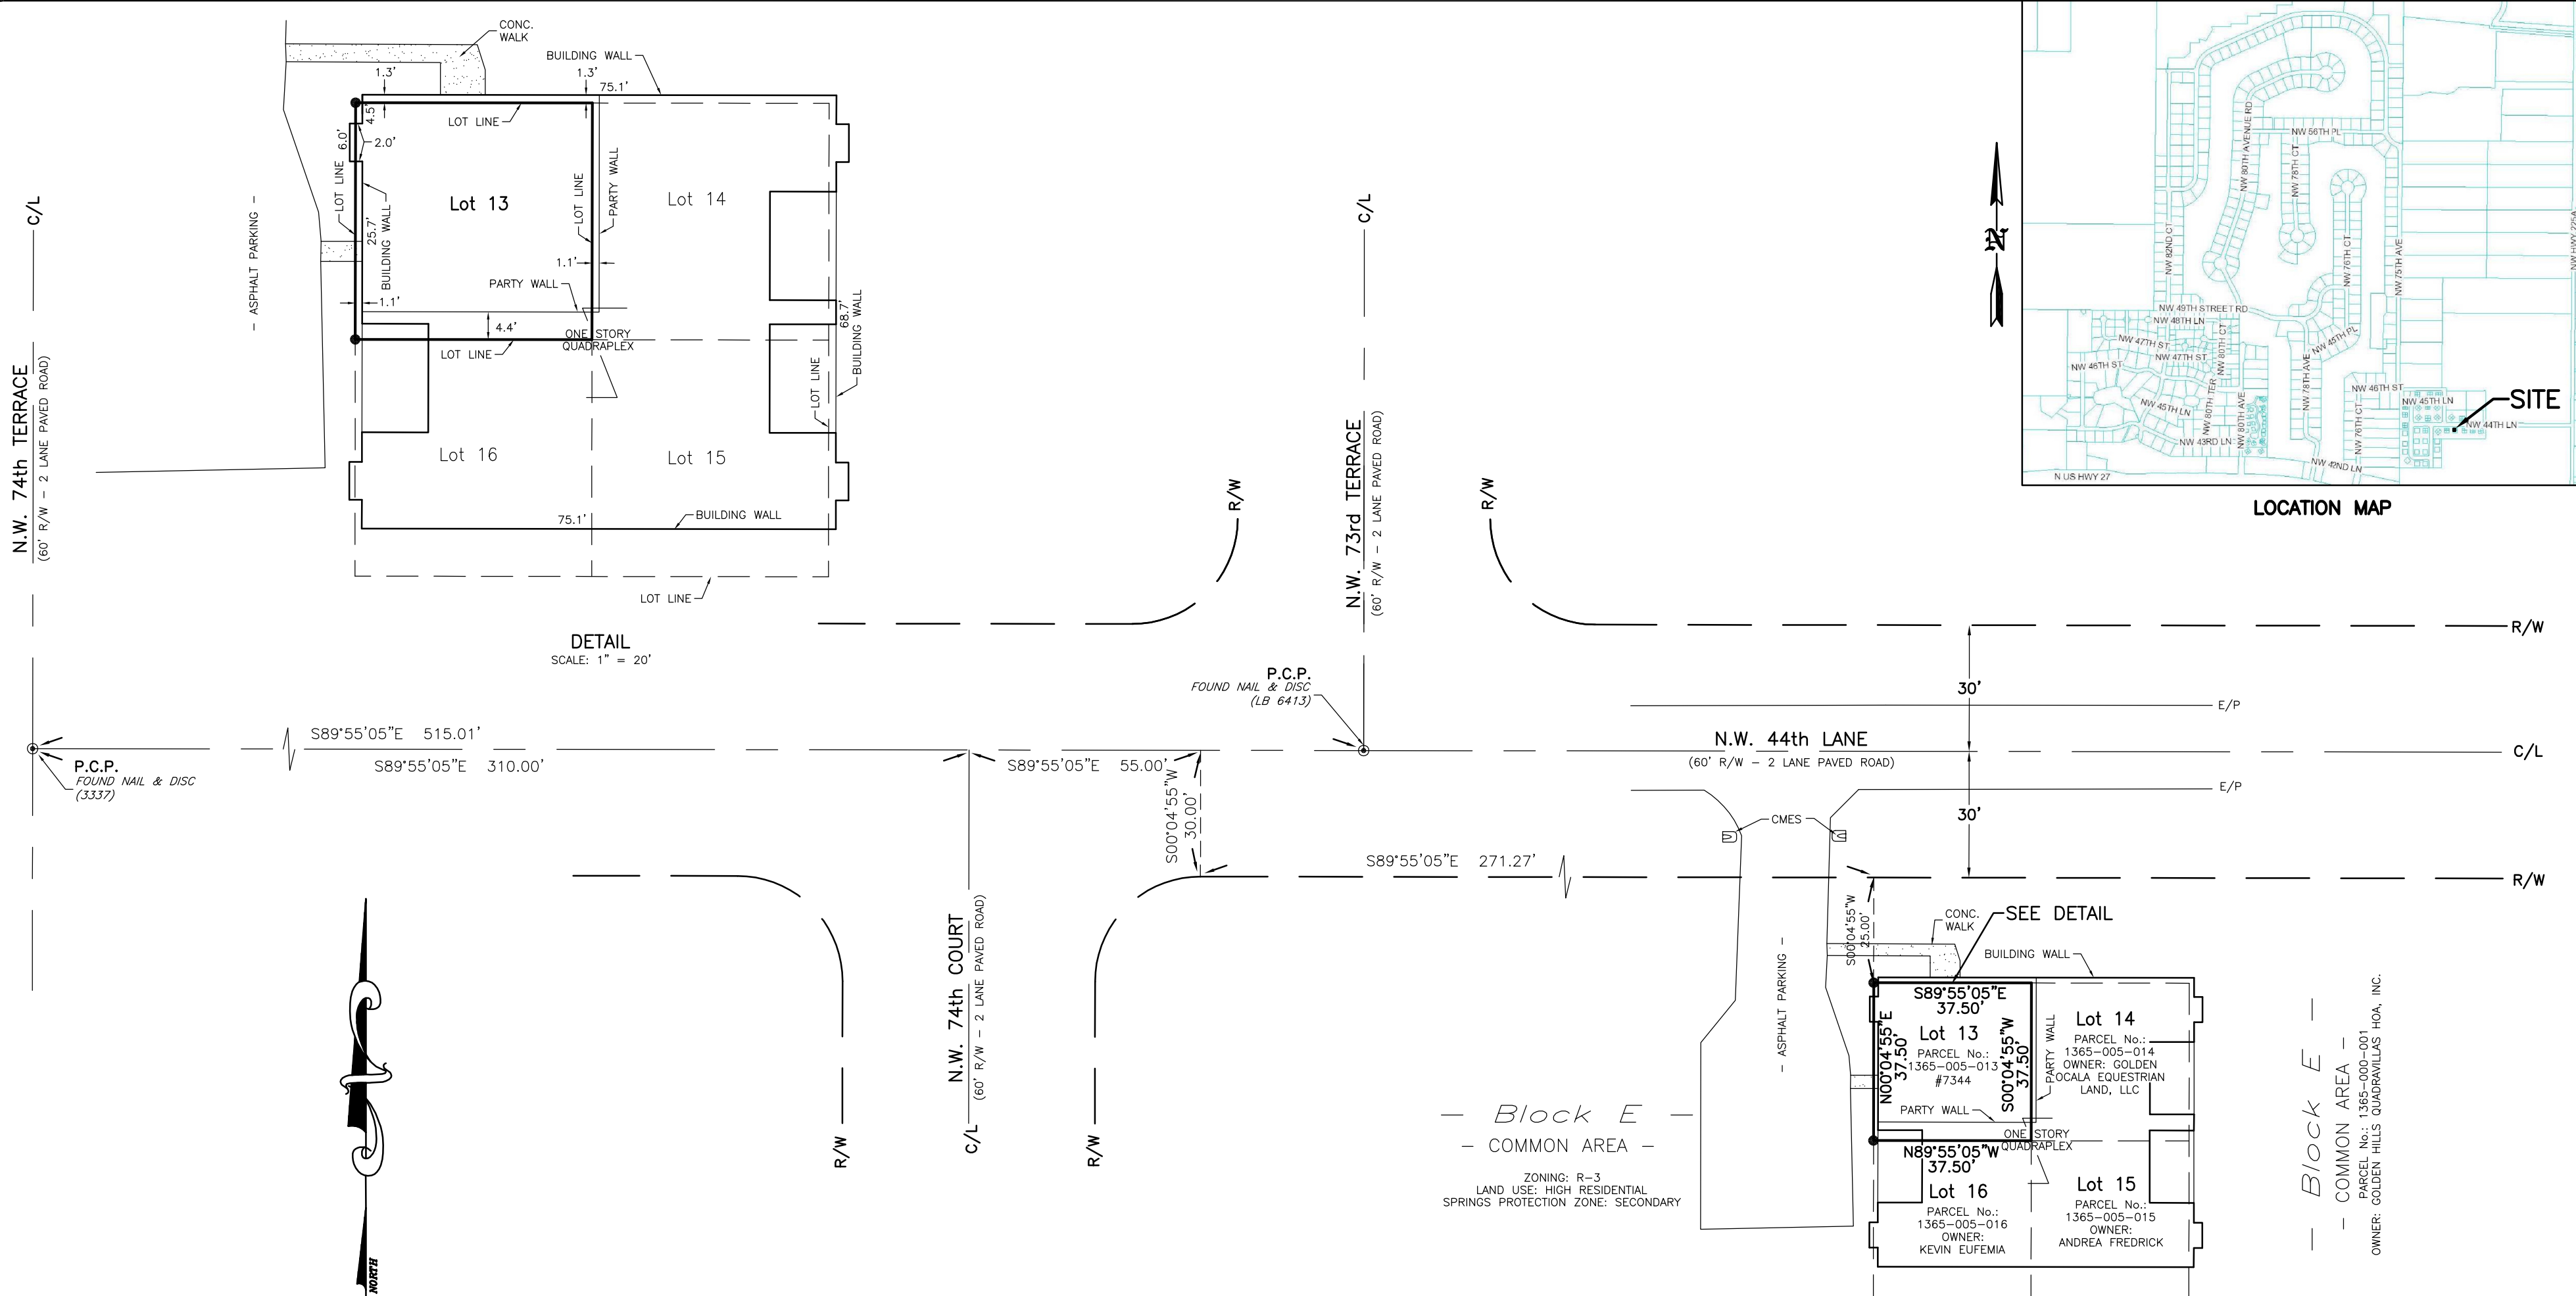 CONC.
WALK
BUILDING WALL
1.3'
1.3'
75.1'
4.5'
LOT LINE
6.0'
2.0'
LOT LINE
BUILDING WALL
25.7'
Lot 13
LOT LINE
PARTY WALL
Lot 14
1.1'
PARTY WALL
1.1'
4.4'
ONE STORY
QUADRAPLEX
LOT LINE
68.7'
BUILDING WALL
LOT LINE
Lot 16
Lot 15
75.1'
BUILDING WALL
LOT LINE
- ASPHALT PARKING -
DETAIL
SCALE: 1" = 20'
C/L
N.W. 74th TERRACE
(60' R/W - 2 LANE PAVED ROAD)
C/L
N.W. 73rd TERRACE
(60' R/W - 2 LANE PAVED ROAD)
R/W
R/W
N
NW 56TH PL
NW 80TH AVENUE RD
NW 78TH CT
NW 82ND CT
NW 76TH CT
NW 75TH AVE
NW HWY 225A
NW 49TH STREET RD
NW 48TH LN
NW 47TH ST
NW 47TH ST
NW 80TH CT
NW 46TH ST
NW 45TH PL
NW 78TH AVE
NW 80TH TER
NW 45TH LN
NW 80TH AVE
NW 43RD LN
NW 46TH ST
NW 45TH LN
NW 76TH CT
NW 44TH LN
NW 42ND LN
N US HWY 27
SITE
LOCATION MAP
R/W
P.C.P.
FOUND NAIL & DISC
(LB 6413)
30'
E/P
S89°55'05"E 515.01'
S89°55'05"E 310.00'
P.C.P.
FOUND NAIL & DISC
(3337)
S89°55'05"E 55.00'
S00°04'55"W
30.00'
N.W. 44th LANE
(60' R/W - 2 LANE PAVED ROAD)
C/L
E/P
30'
CMES
S89°55'05"E 271.27'
R/W
N.W. 74th COURT
(60' R/W - 2 LANE PAVED ROAD)
C/L
R/W
R/W
NORTH
S00°04'55"W
25.00'
CONC.
WALK
SEE DETAIL
BUILDING WALL
- ASPHALT PARKING -
S89°55'05"E
37.50'
N00°04'55"E
37.50'
Lot 13
PARCEL No.:
1365-005-013
#7344
S00°04'55"W
37.50'
PARTY WALL
Lot 14
PARCEL No.:
1365-005-014
OWNER: GOLDEN
OCALA EQUESTRIAN
LAND, LLC
PARTY WALL
ONE STORY
QUADRAPLEX
N89°55'05"W
37.50'
Lot 16
PARCEL No.:
1365-005-016
OWNER:
KEVIN EUFEMIA
Lot 15
PARCEL No.:
1365-005-015
OWNER:
ANDREA FREDRICK
- Block E -
- COMMON AREA -
ZONING: R-3
LAND USE: HIGH RESIDENTIAL
SPRINGS PROTECTION ZONE: SECONDARY
- Block E -
- COMMON AREA -
PARCEL No.: 1365-000-001
OWNER: GOLDEN HILLS QUADRAVILLAS HOA, INC.